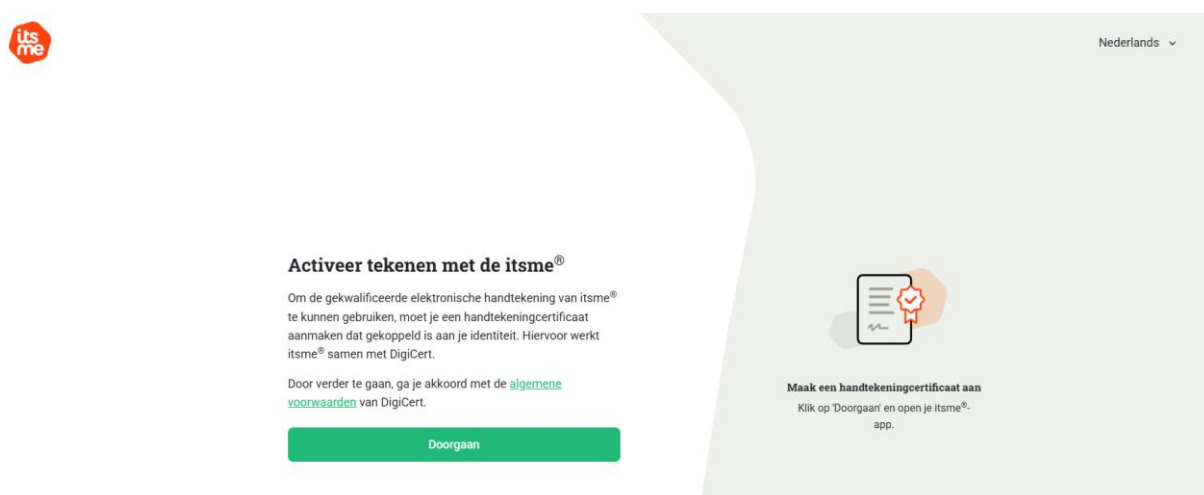 its
me
Nederlands
Activeer tekenen met de itsme®
Om de gekwalificeerde elektronische handtekening van itsme®
te kunnen gebruiken, moet je een handtekeningcertificaat
aanmaken dat gekoppeld is aan je identiteit. Hiervoor werkt
itsme® samen met DigiCert.
Door verder te gaan, ga je akkoord met de algemene
voorwaarden van DigiCert.
Doorgaan
Maak een handtekeningcertificaat aan
Klik op 'Doorgaan' en open je itsme®-
app.